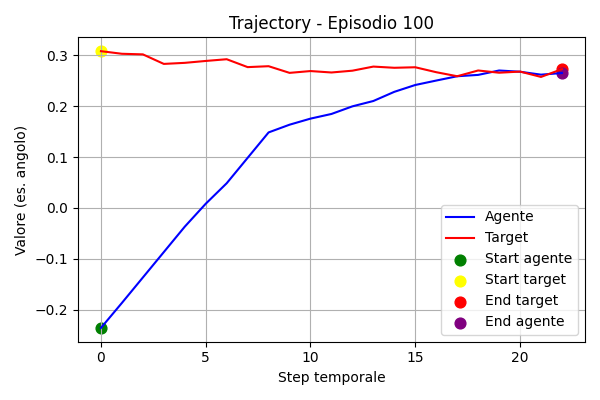 Trajectory - Episodio 100
Valore (es. angolo)
0.3
0.2
0.1
0.0
−0.1
−0.2
0
5
10
15
20
Step temporale
Agente
Target
Start agente
Start target
End target
End agente